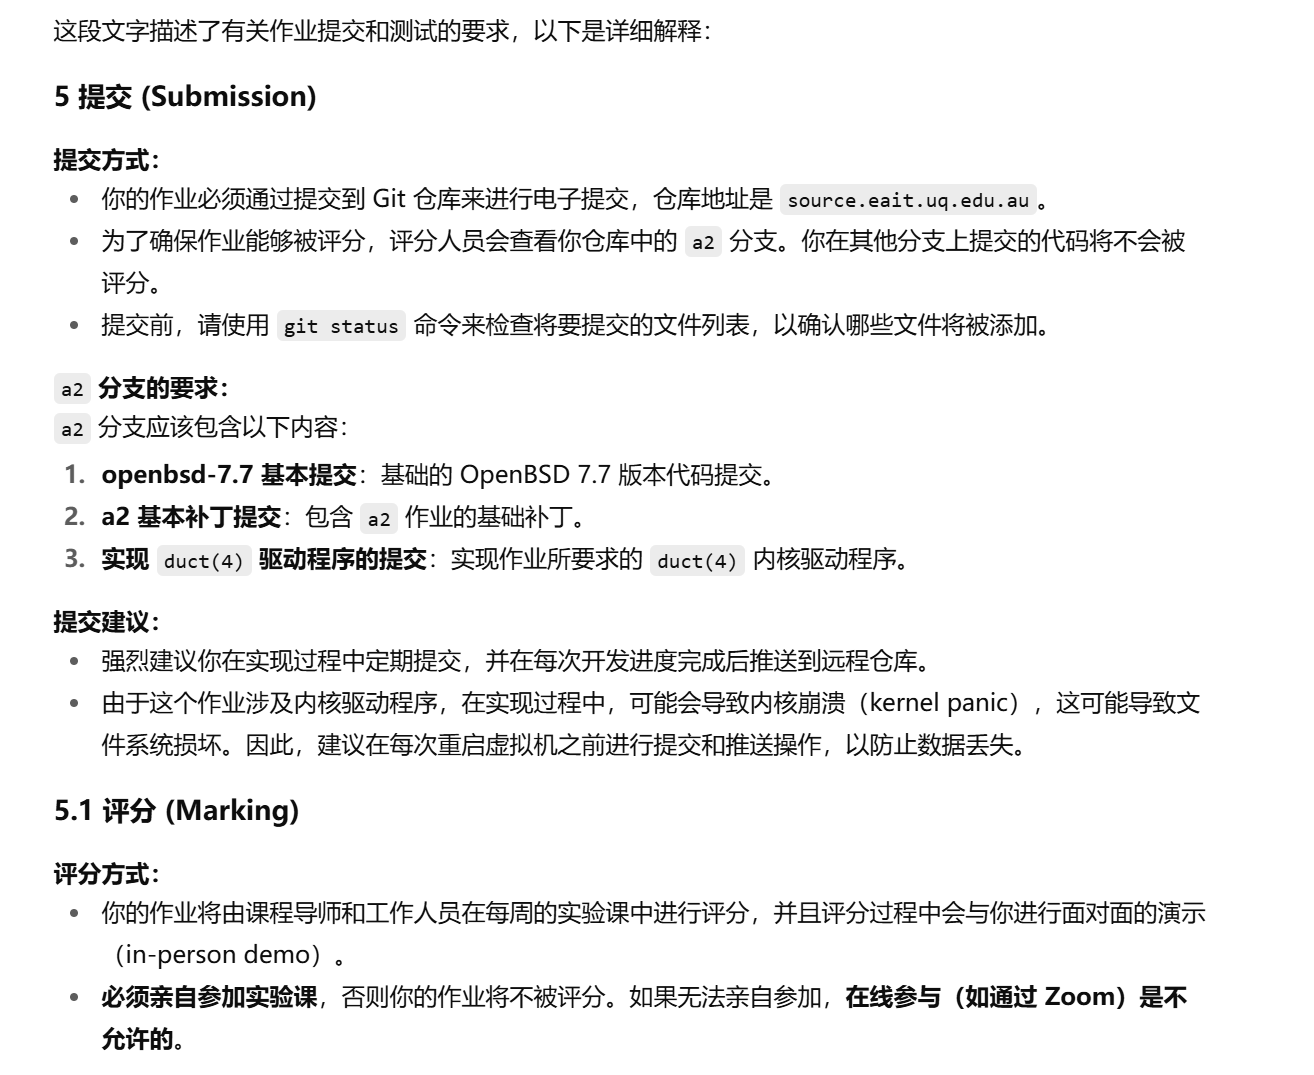 这段文字描述了有关作业提交和测试的要求，以下是详细解释：
5 提交 (Submission)
提交方式：
• 你的作业必须通过提交到 Git 仓库来进行电子提交，仓库地址是 source.eait.uq.edu.au。
• 为了确保作业能够被评分，评分人员会查看你仓库中的 a2 分支。你在其他分支上提交的代码将不会被
评分。
• 提交前，请使用 git status 命令来检查将要提交的文件列表，以确认哪些文件将被添加。
a2 分支的要求：
a2 分支应该包含以下内容：
1. openbsd-7.7 基本提交：基础的 OpenBSD 7.7 版本代码提交。
2. a2 基本补丁提交：包含 a2 作业的基础补丁。
3. 实现 duct(4) 驱动程序的提交：实现作业所要求的 duct(4) 内核驱动程序。
提交建议：
• 强烈建议你在实现过程中定期提交，并在每次开发进度完成后推送到远程仓库。
• 由于这个作业涉及内核驱动程序，在实现过程中，可能会导致内核崩溃（kernel panic），这可能导致文
件系统损坏。因此，建议在每次重启虚拟机之前进行提交和推送操作，以防止数据丢失。
5.1 评分 (Marking)
评分方式：
• 你的作业将由课程导师和工作人员在每周的实验课中进行评分，并且评分过程中会与你进行面对面的演示
（in-person demo）。
• 必须亲自参加实验课，否则你的作业将不被评分。如果无法亲自参加，在线参与（如通过 Zoom）是不
允许的。